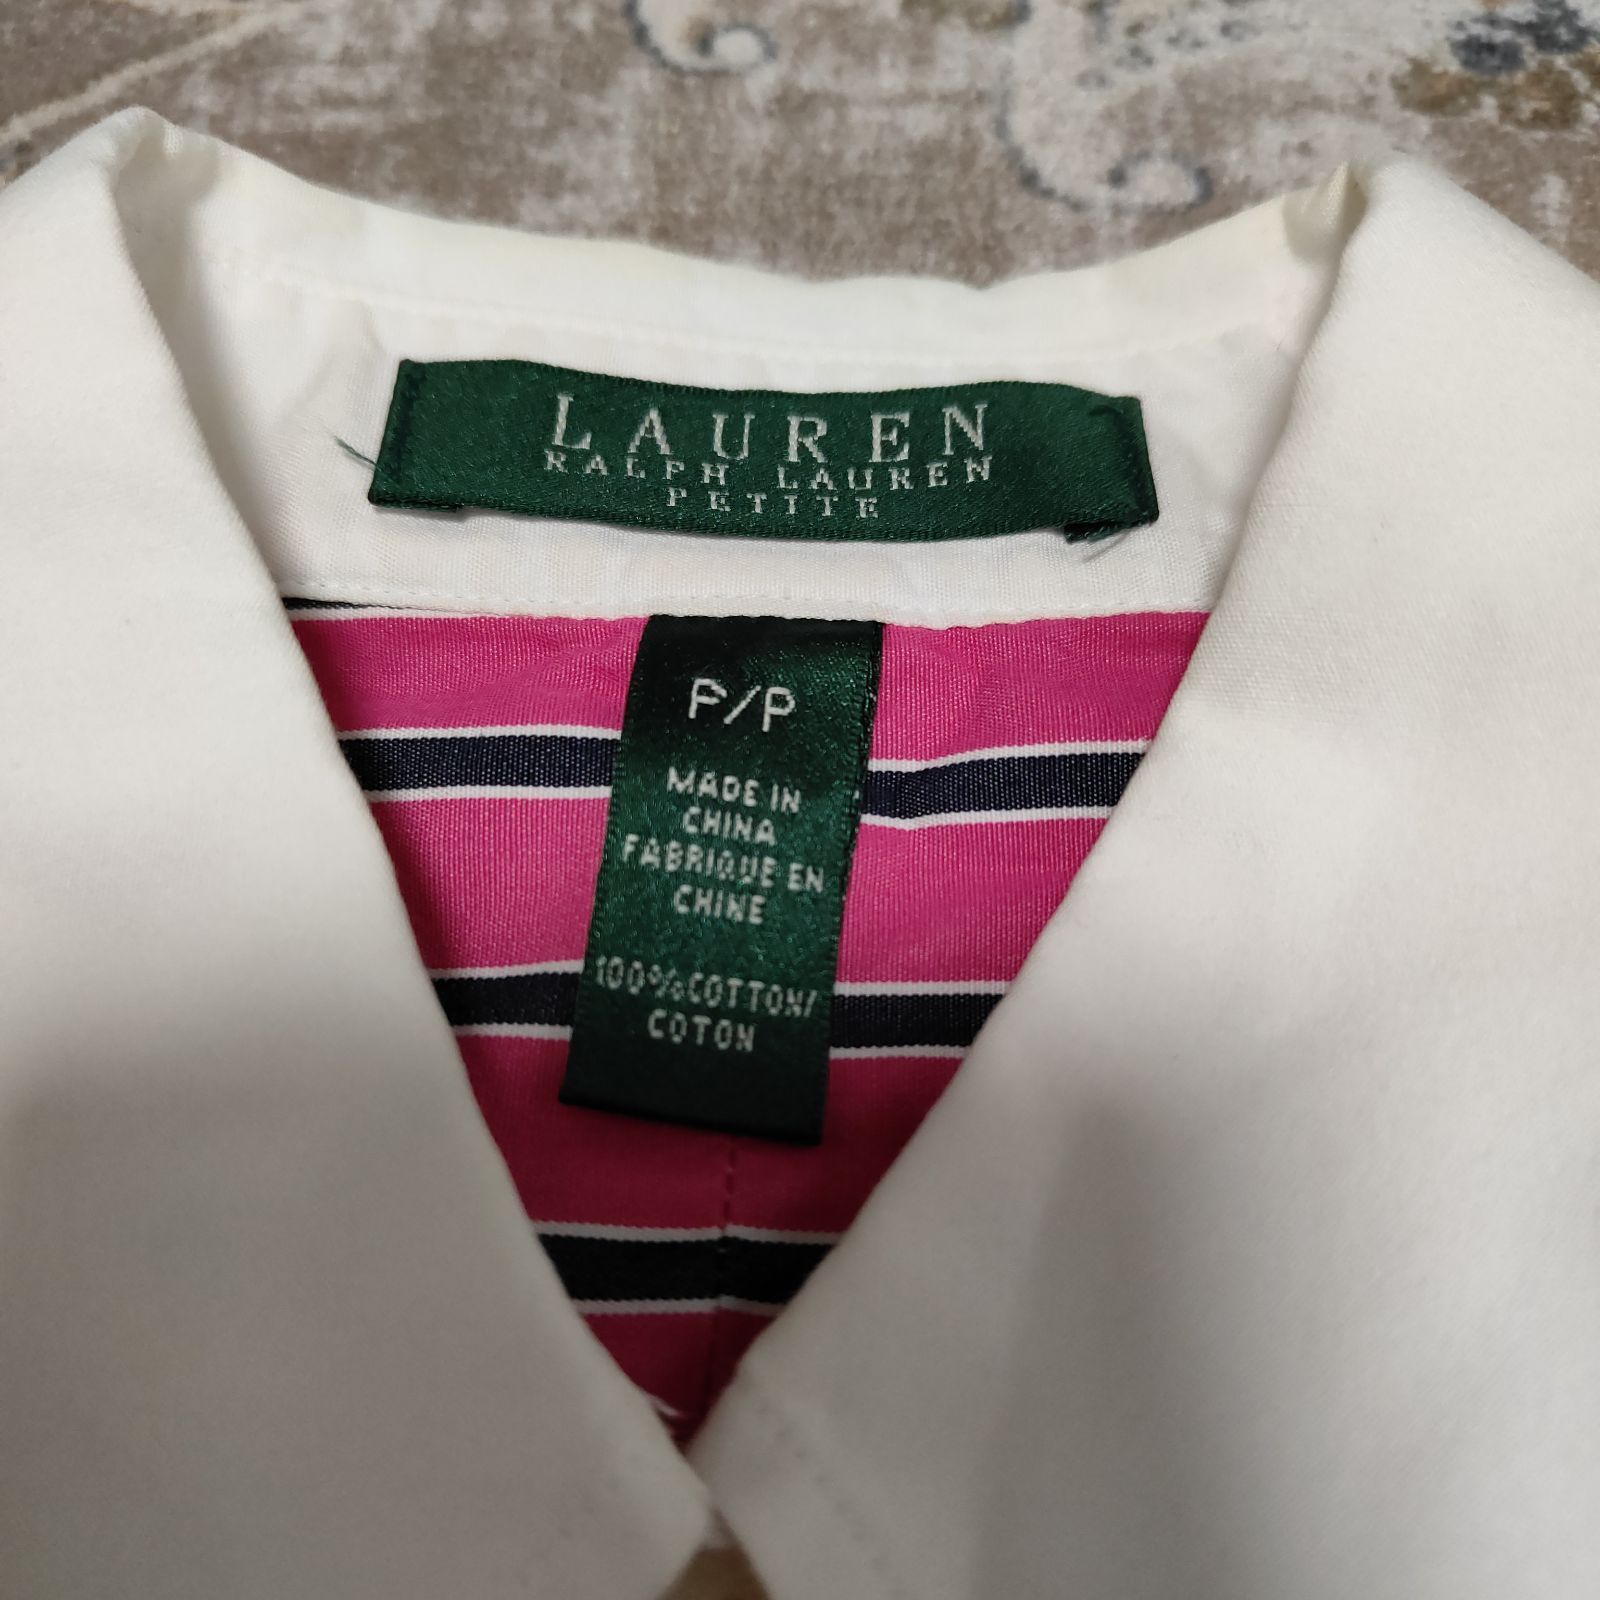 LAUREN
RALPH LAUREN
PETITE
P/P
MADE IN
CHINA
FABRIQUE EN
CHINE
100%COTTON/
COTON